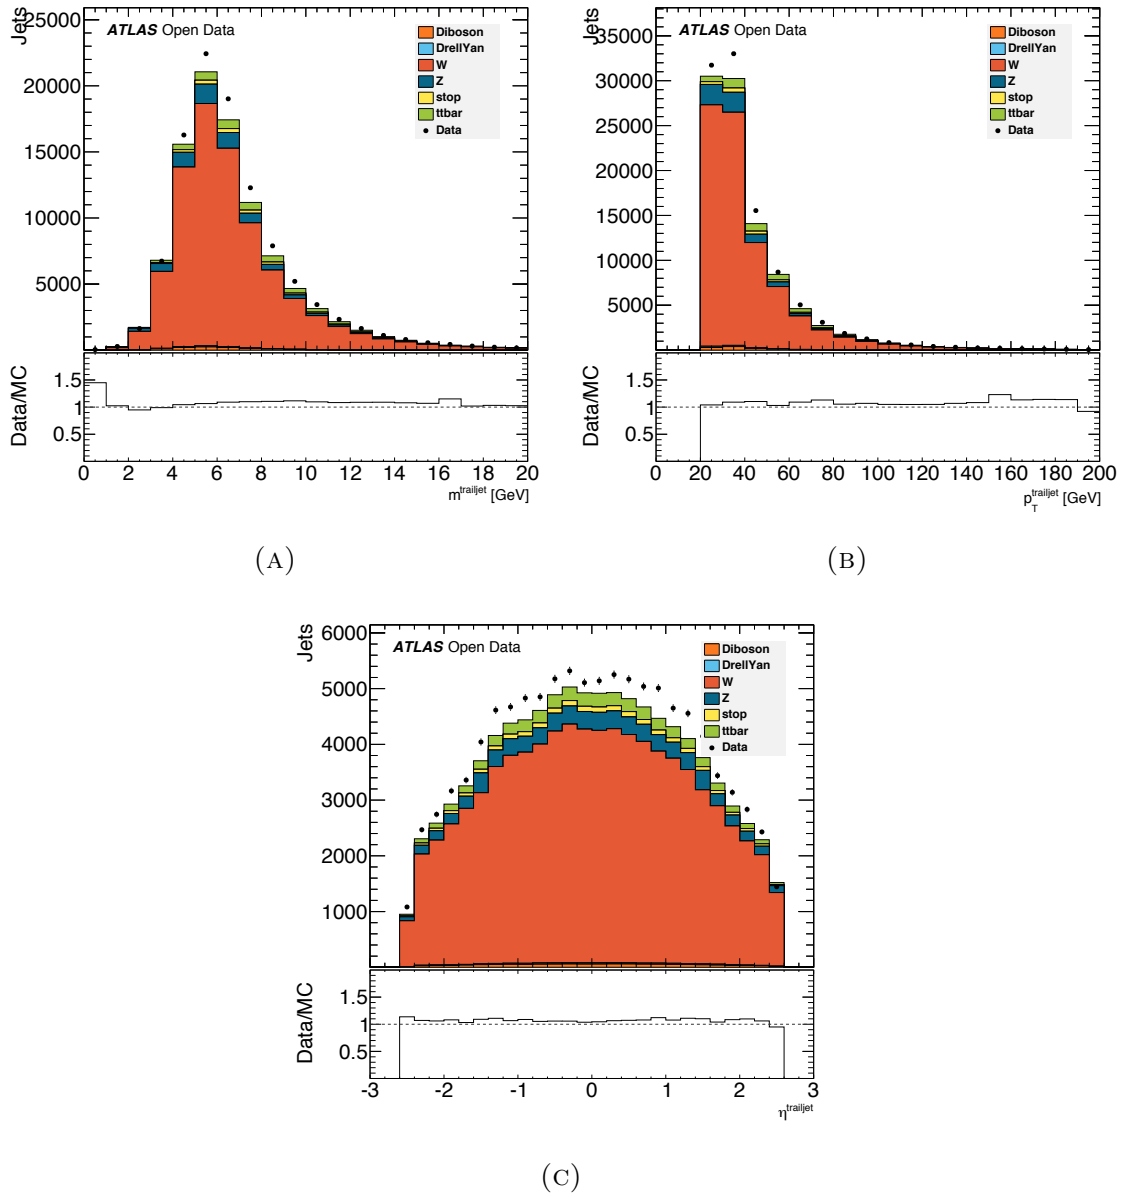 Jets
25000
20000
15000
10000
5000
ATLAS Open Data
Diboson
DrellYan
W
Z
stop
ttbar
Data
Data/MC
1.5
1
0.5
0 2 4 6 8 10 12 14 16 18 20
m^trailjet [GeV]
(A)
Jets
35000
30000
25000
20000
15000
10000
5000
ATLAS Open Data
Diboson
DrellYan
W
Z
stop
ttbar
Data
Data/MC
1.5
1
0.5
0 20 40 60 80 100 120 140 160 180 200
p_T^trailjet [GeV]
(B)
Jets
6000
5000
4000
3000
2000
1000
ATLAS Open Data
Diboson
DrellYan
W
Z
stop
ttbar
Data
Data/MC
1.5
1
0.5
-3 -2 -1 0 1 2 3
η^trailjet
(C)